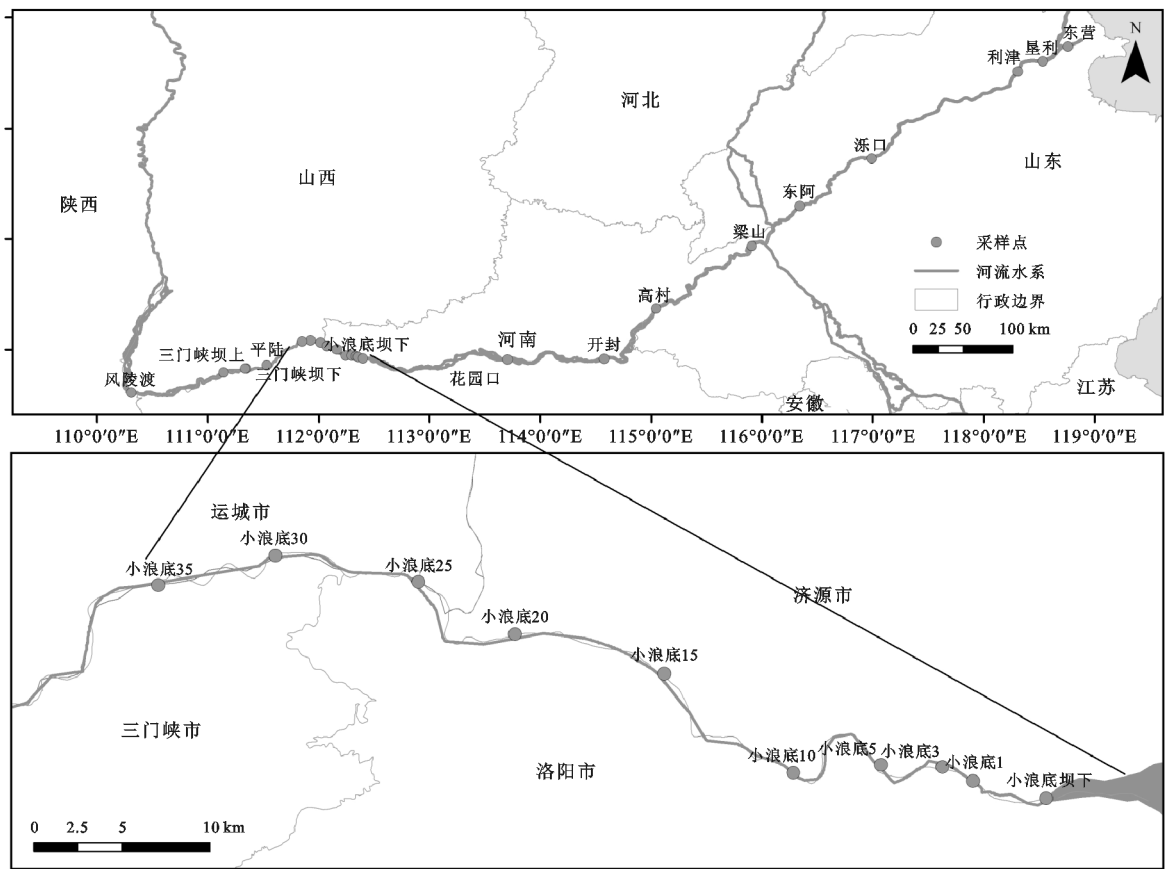 东营
N
垦利
利津
河北
泺口
山东
山西
陕西
东阿
梁山
采样点
河流水系
高村
行政边界
0 25 50 100 km
河南
开封
三门峡坝上
平陆
小浪底坝下
三门峡坝下
风陵渡
花园口
江苏
安徽
110°0′0″E 111°0′0″E 112°0′0″E 113°0′0″E 114°0′0″E 115°0′0″E 116°0′0″E 117°0′0″E 118°0′0″E 119°0′0″E
运城市
小浪底30
小浪底35
小浪底25
济源市
小浪底20
小浪底15
三门峡市
小浪底10
小浪底5
小浪底3
小浪底1
洛阳市
小浪底坝下
0 2.5 5 10 km